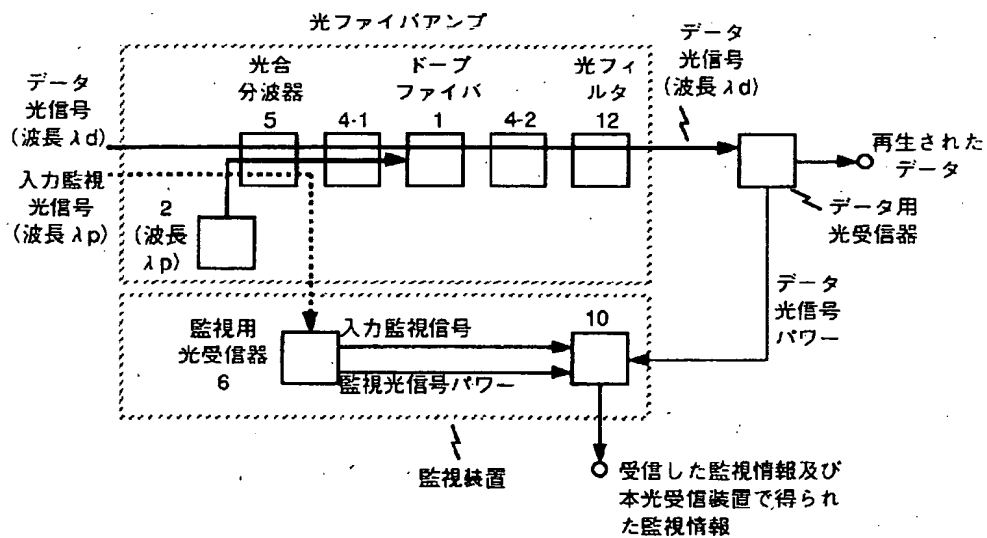 光ファイバアンプ
データ
光信号
(波長 λd)
光合
分波器
5
4-1
ドープ
ファイバ
1
4-2
光フィ
ルタ
12
データ
光信号
(波長 λd)
再生された
データ
データ用
光受信器
入力監視
光信号
(波長 λp)
2
(波長
λp)
データ
光信号
パワー
監視用
光受信器
6
入力監視信号
監視光信号パワー
10
監視装置
受信した監視情報及び
本光受信装置で得られ
た監視情報